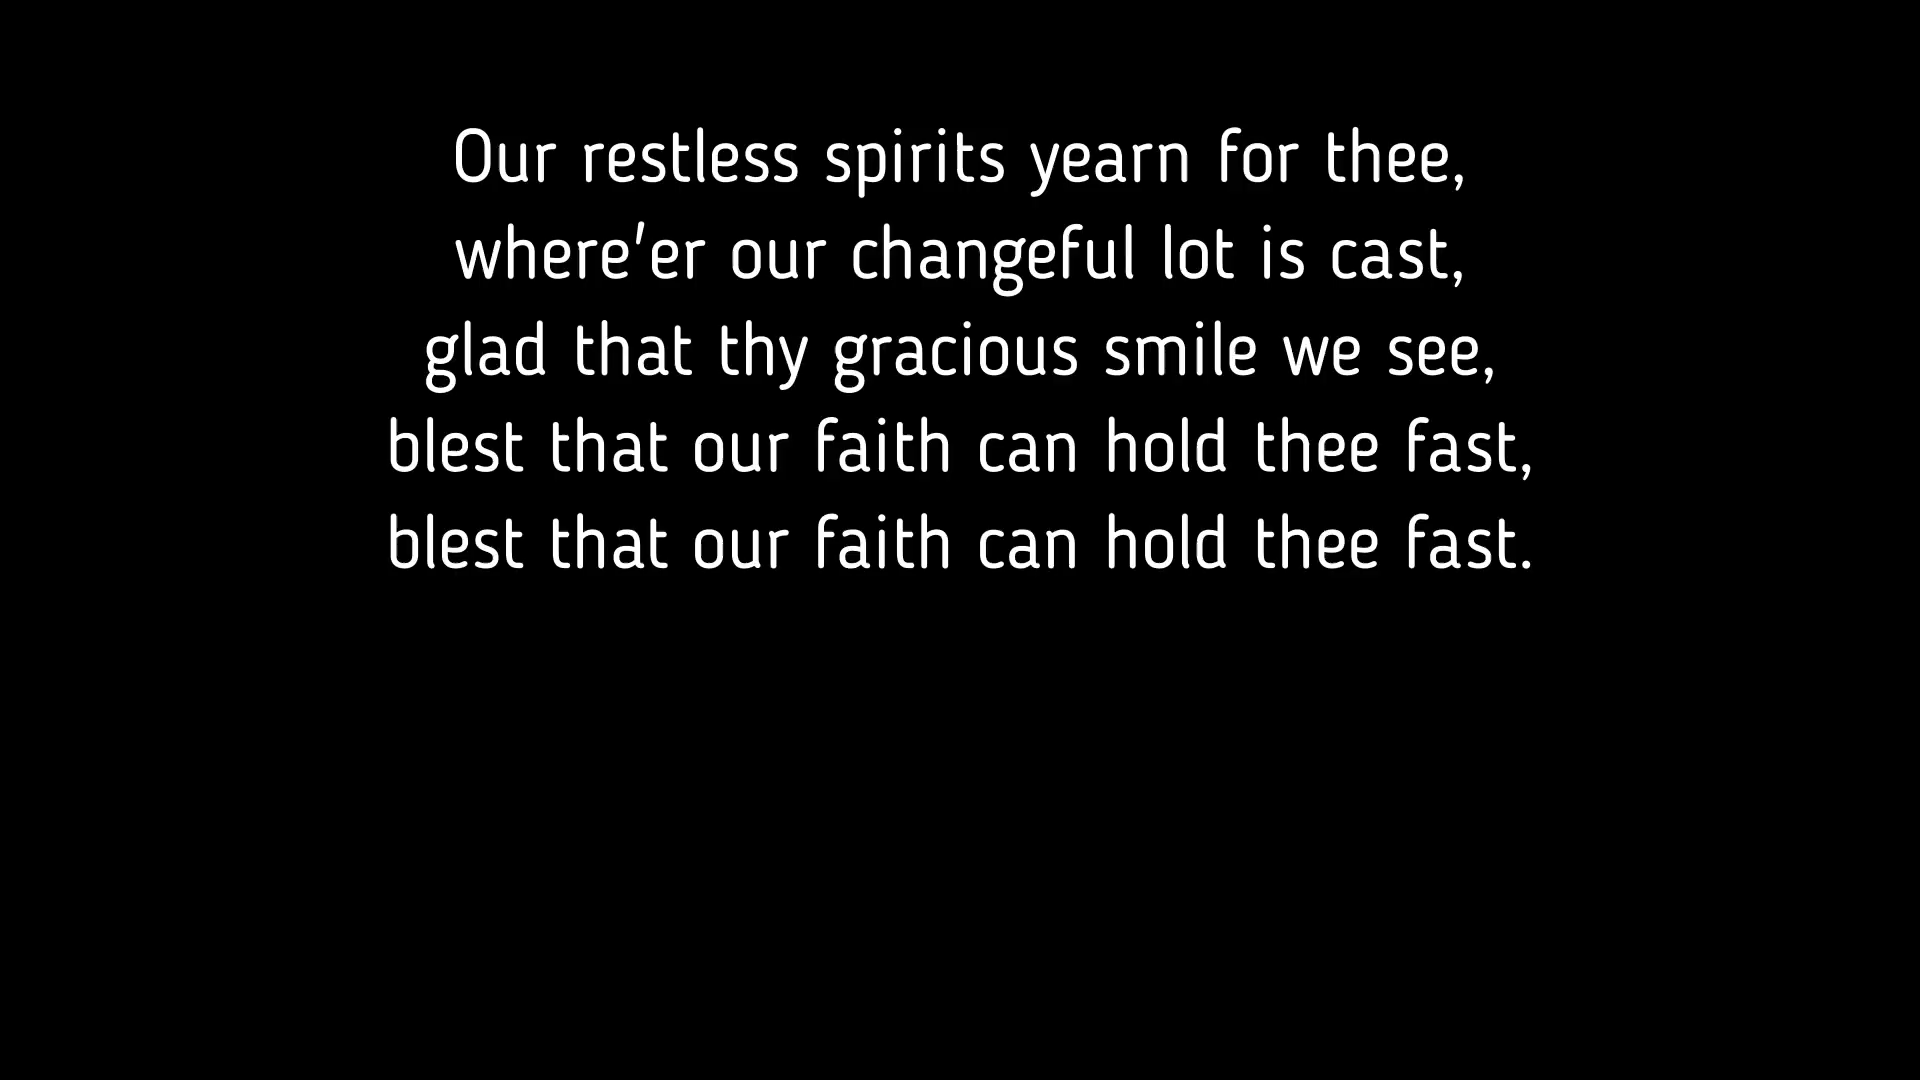 Our restless spirits yearn for thee,
where'er our changeful lot is cast,
glad that thy gracious smile we see,
blest that our faith can hold thee fast,
blest that our faith can hold thee fast.